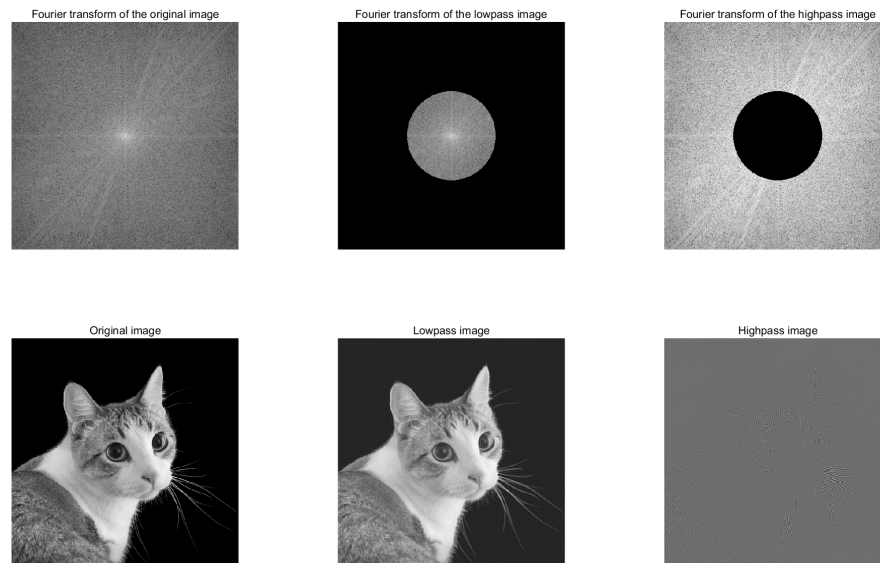 Fourier transform of the original image
Fourier transform of the lowpass image
Fourier transform of the highpass image
Original image
Lowpass image
Highpass image